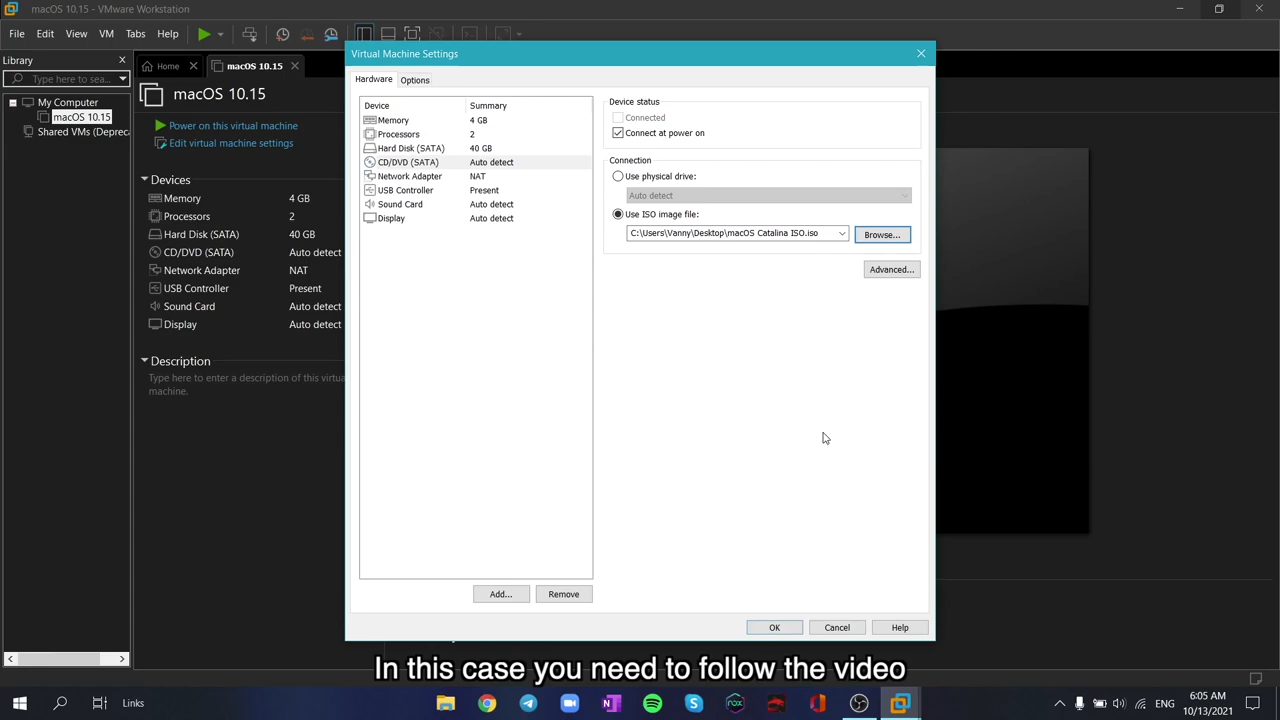 macOS 10.15 - VMware Workstation
File Edit View VM Tabs Help
Library
Type here to sea...
My Computer
macOS 10.15
Shared VMs (Deprec
Home
macOS 10.15
macOS 10.15
Power on this virtual machine
Edit virtual machine settings
Devices
Memory 4 GB
Processors 2
Hard Disk (SATA) 40 GB
CD/DVD (SATA) Auto detect
Network Adapter NAT
USB Controller Present
Sound Card Auto detect
Display Auto detect
Description
Type here to enter a description of this virtua
machine.
Virtual Machine Settings
Hardware Options
Device Summary
Memory 4 GB
Processors 2
Hard Disk (SATA) 40 GB
CD/DVD (SATA) Auto detect
Network Adapter NAT
USB Controller Present
Sound Card Auto detect
Display Auto detect
Add... Remove
Device status
Connected
Connect at power on
Connection
Use physical drive:
Auto detect
Use ISO image file:
C:\Users\Vanny\Desktop\macOS Catalina ISO.iso
Browse...
Advanced...
OK Cancel Help
In this case you need to follow the video
Links
ENG
6:05 AM
10/13/2021